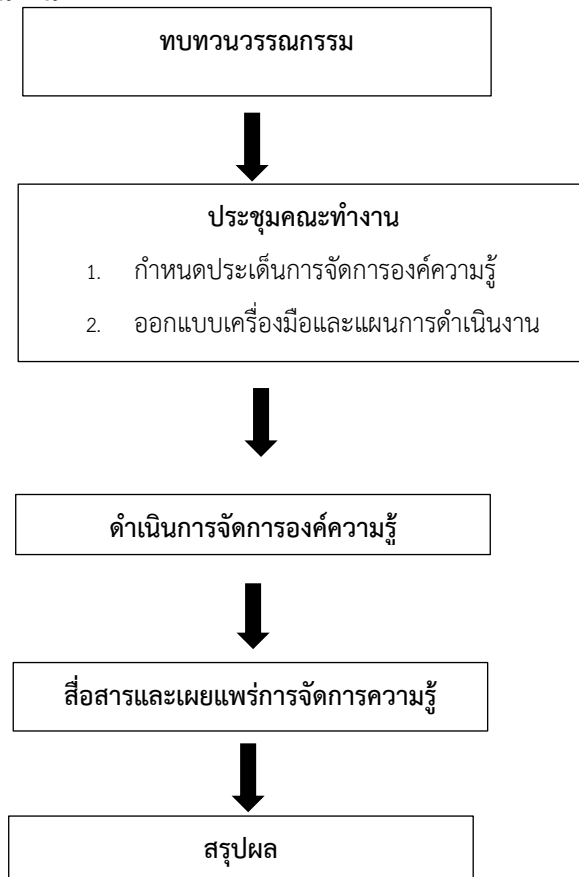 ทบทวนวรรณกรรม
ประชุมคณะทำงาน
1. กำหนดประเด็นการจัดการองค์ความรู้
2. ออกแบบเครื่องมือและแผนการดำเนินงาน
ดำเนินการจัดการองค์ความรู้
สื่อสารและเผยแพร่การจัดการความรู้
สรุปผล